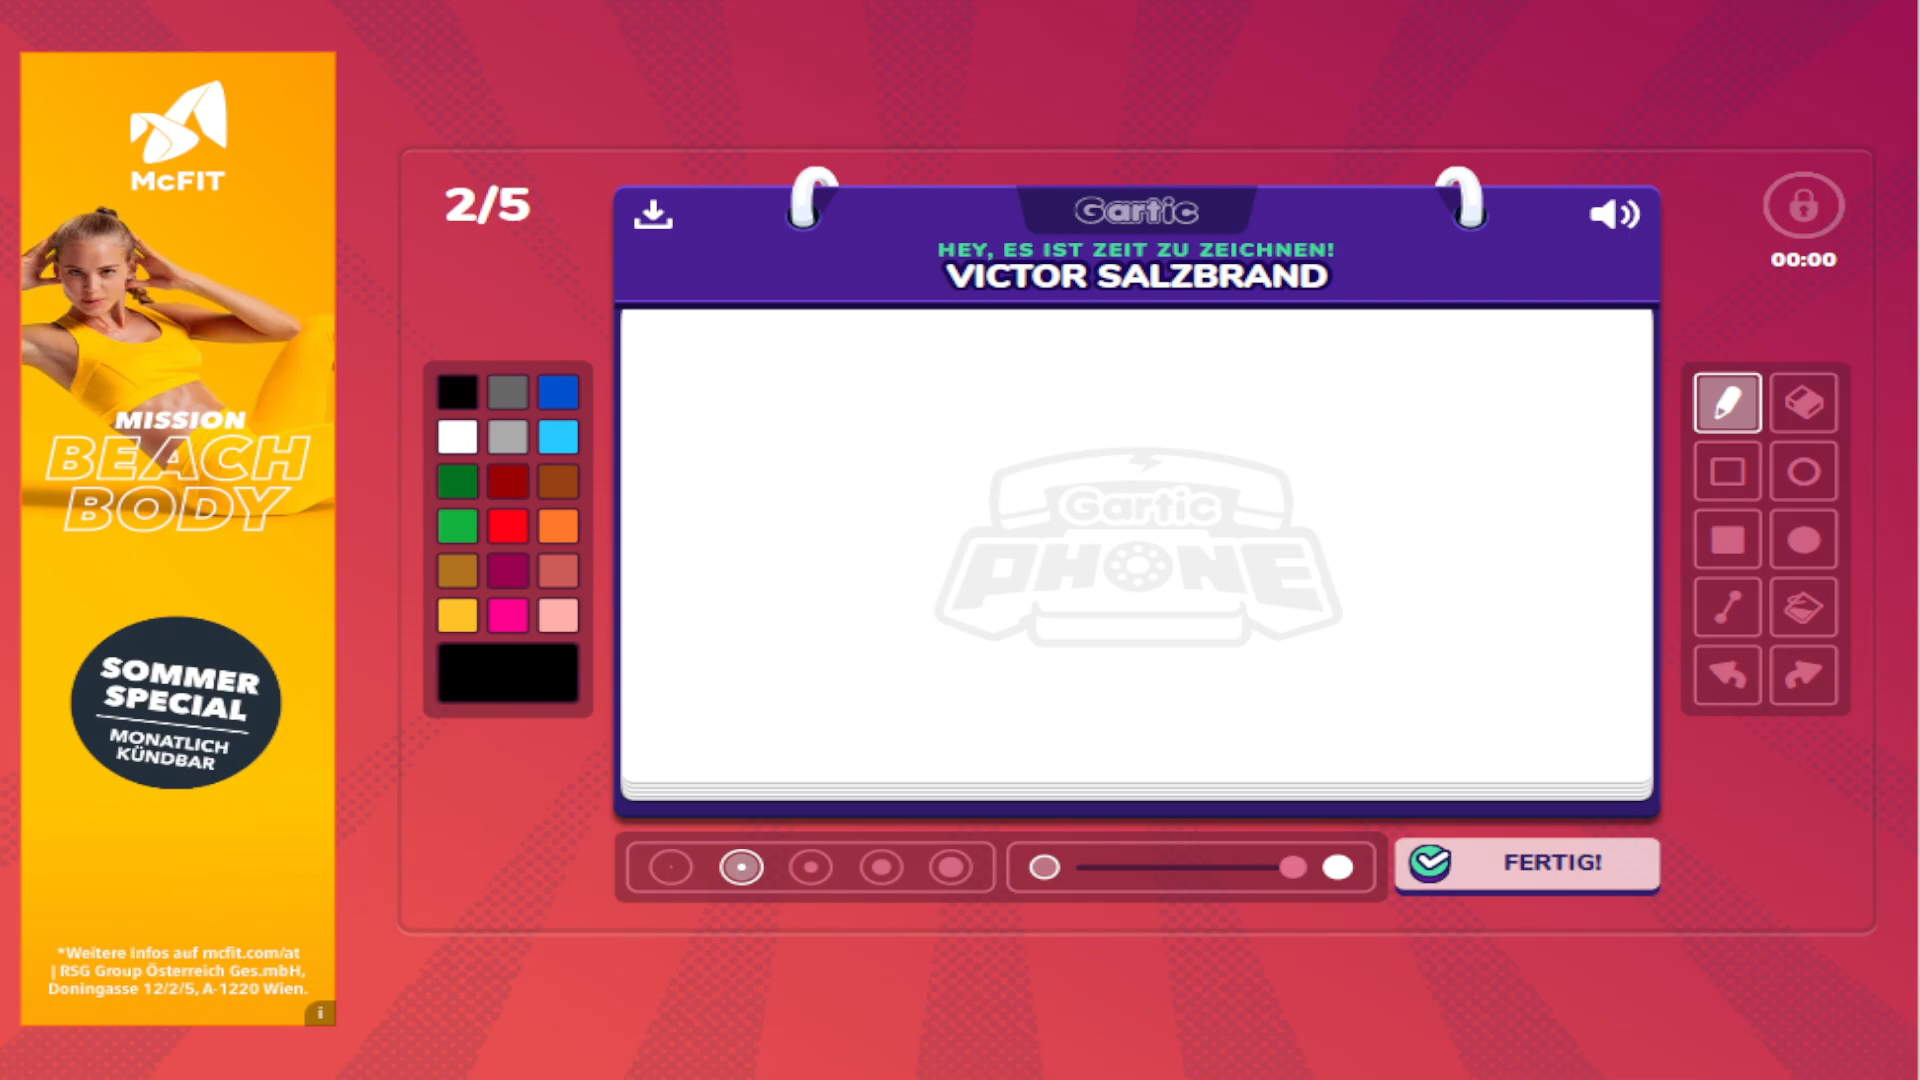 McFIT
MISSION
BEACH
BODY
SOMMER
SPECIAL
MONATLICH
KÜNDBAR
*Weitere Infos auf mcfit.com/at
| RSG Group Österreich Ges.mbH,
Doningasse 12/2/5, A-1220 Wien.
i
2/5
Gartic
HEY, ES IST ZEIT ZU ZEICHNEN!
VICTOR SALZBRAND
00:00
Gartic
PHONE
FERTIG!